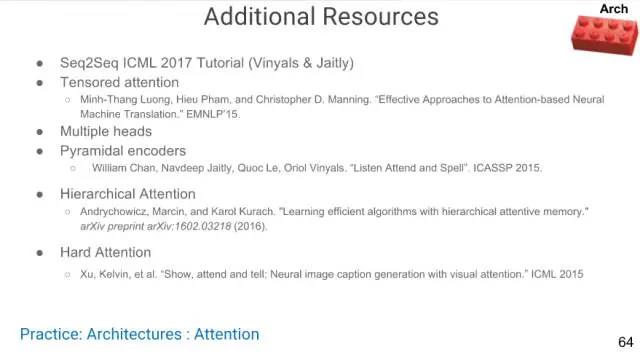 Additional Resources
Arch
● Seq2Seq ICML 2017 Tutorial (Vinyals & Jaitly)
● Tensored attention
○ Minh-Thang Luong, Hieu Pham, and Christopher D. Manning. “Effective Approaches to Attention-based Neural
Machine Translation.” EMNLP’15.
● Multiple heads
● Pyramidal encoders
○ William Chan, Navdeep Jaitly, Quoc Le, Oriol Vinyals. “Listen Attend and Spell”. ICASSP 2015.
● Hierarchical Attention
○ Andrychowicz, Marcin, and Karol Kurach. "Learning efficient algorithms with hierarchical attentive memory."
arXiv preprint arXiv:1602.03218 (2016).
● Hard Attention
○ Xu, Kelvin, et al. “Show, attend and tell: Neural image caption generation with visual attention.” ICML 2015
Practice: Architectures : Attention
64